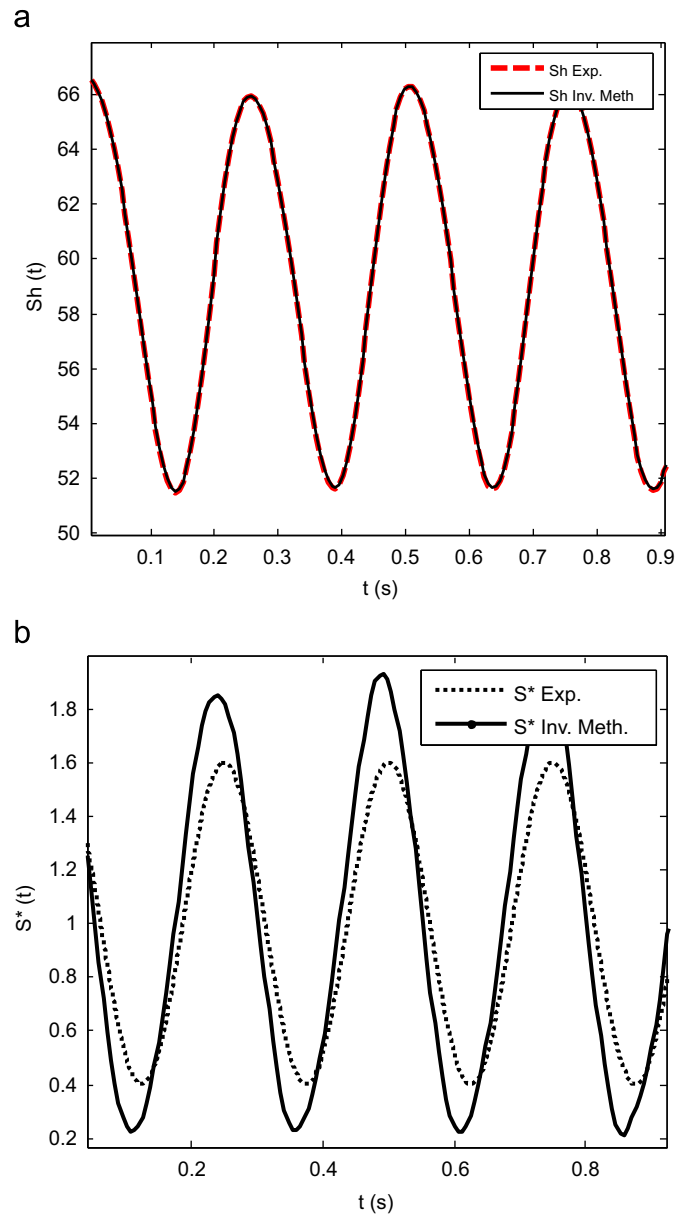 a
Sh Exp.
Sh Inv. Meth
66
64
62
60
58
56
54
52
50
Sh (t)
0.1 0.2 0.3 0.4 0.5 0.6 0.7 0.8 0.9
t (s)
b
S* Exp.
S* Inv. Meth.
1.8
1.6
1.4
1.2
1
0.8
0.6
0.4
0.2
S* (t)
0.2 0.4 0.6 0.8
t (s)